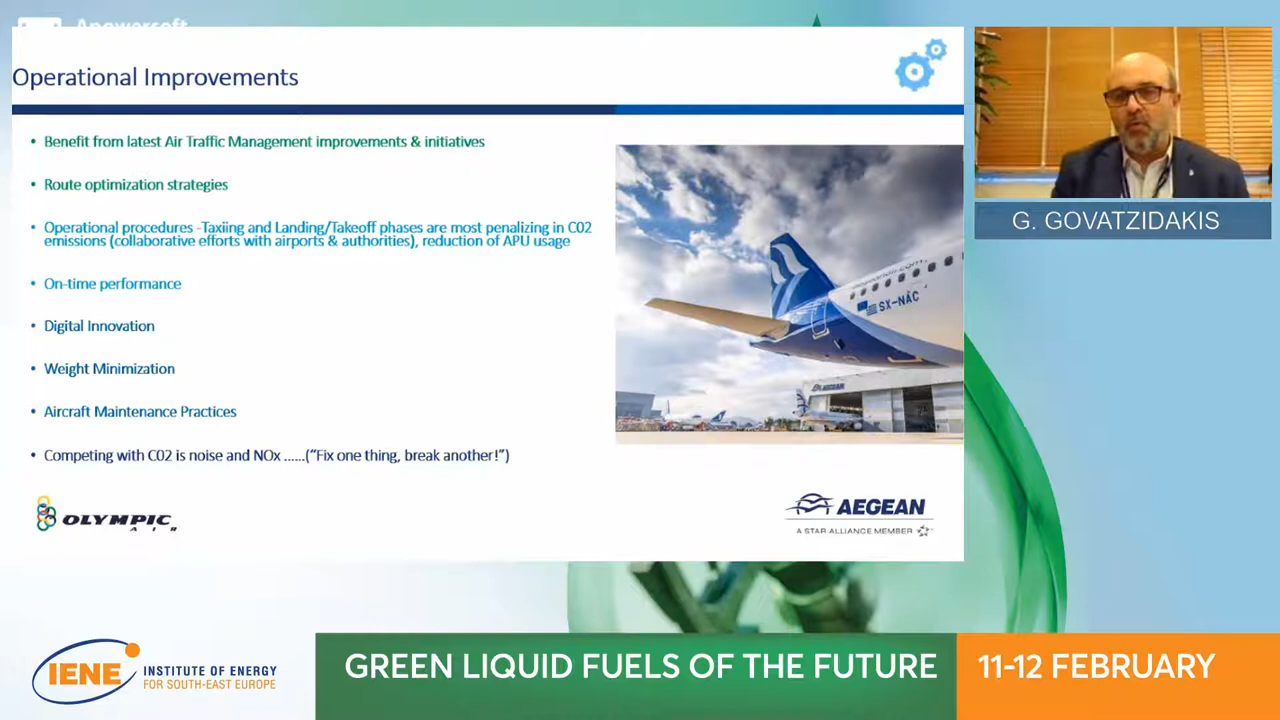 Apowersoft
Operational Improvements
• Benefit from latest Air Traffic Management improvements & initiatives
• Route optimization strategies
• Operational procedures -Taxiing and Landing/Takeoff phases are most penalizing in C02
emissions (collaborative efforts with airports & authorities), reduction of APU usage
• On-time performance
• Digital Innovation
• Weight Minimization
• Aircraft Maintenance Practices
• Competing with C02 is noise and NOx ......("Fix one thing, break another!")
aegeanair.com
SX-NAC
AEGEAN
OLYMPIC
AIR
AEGEAN
A STAR ALLIANCE MEMBER
G. GOVATZIDAKIS
IENE
INSTITUTE OF ENERGY
FOR SOUTH-EAST EUROPE
GREEN LIQUID FUELS OF THE FUTURE
11-12 FEBRUARY